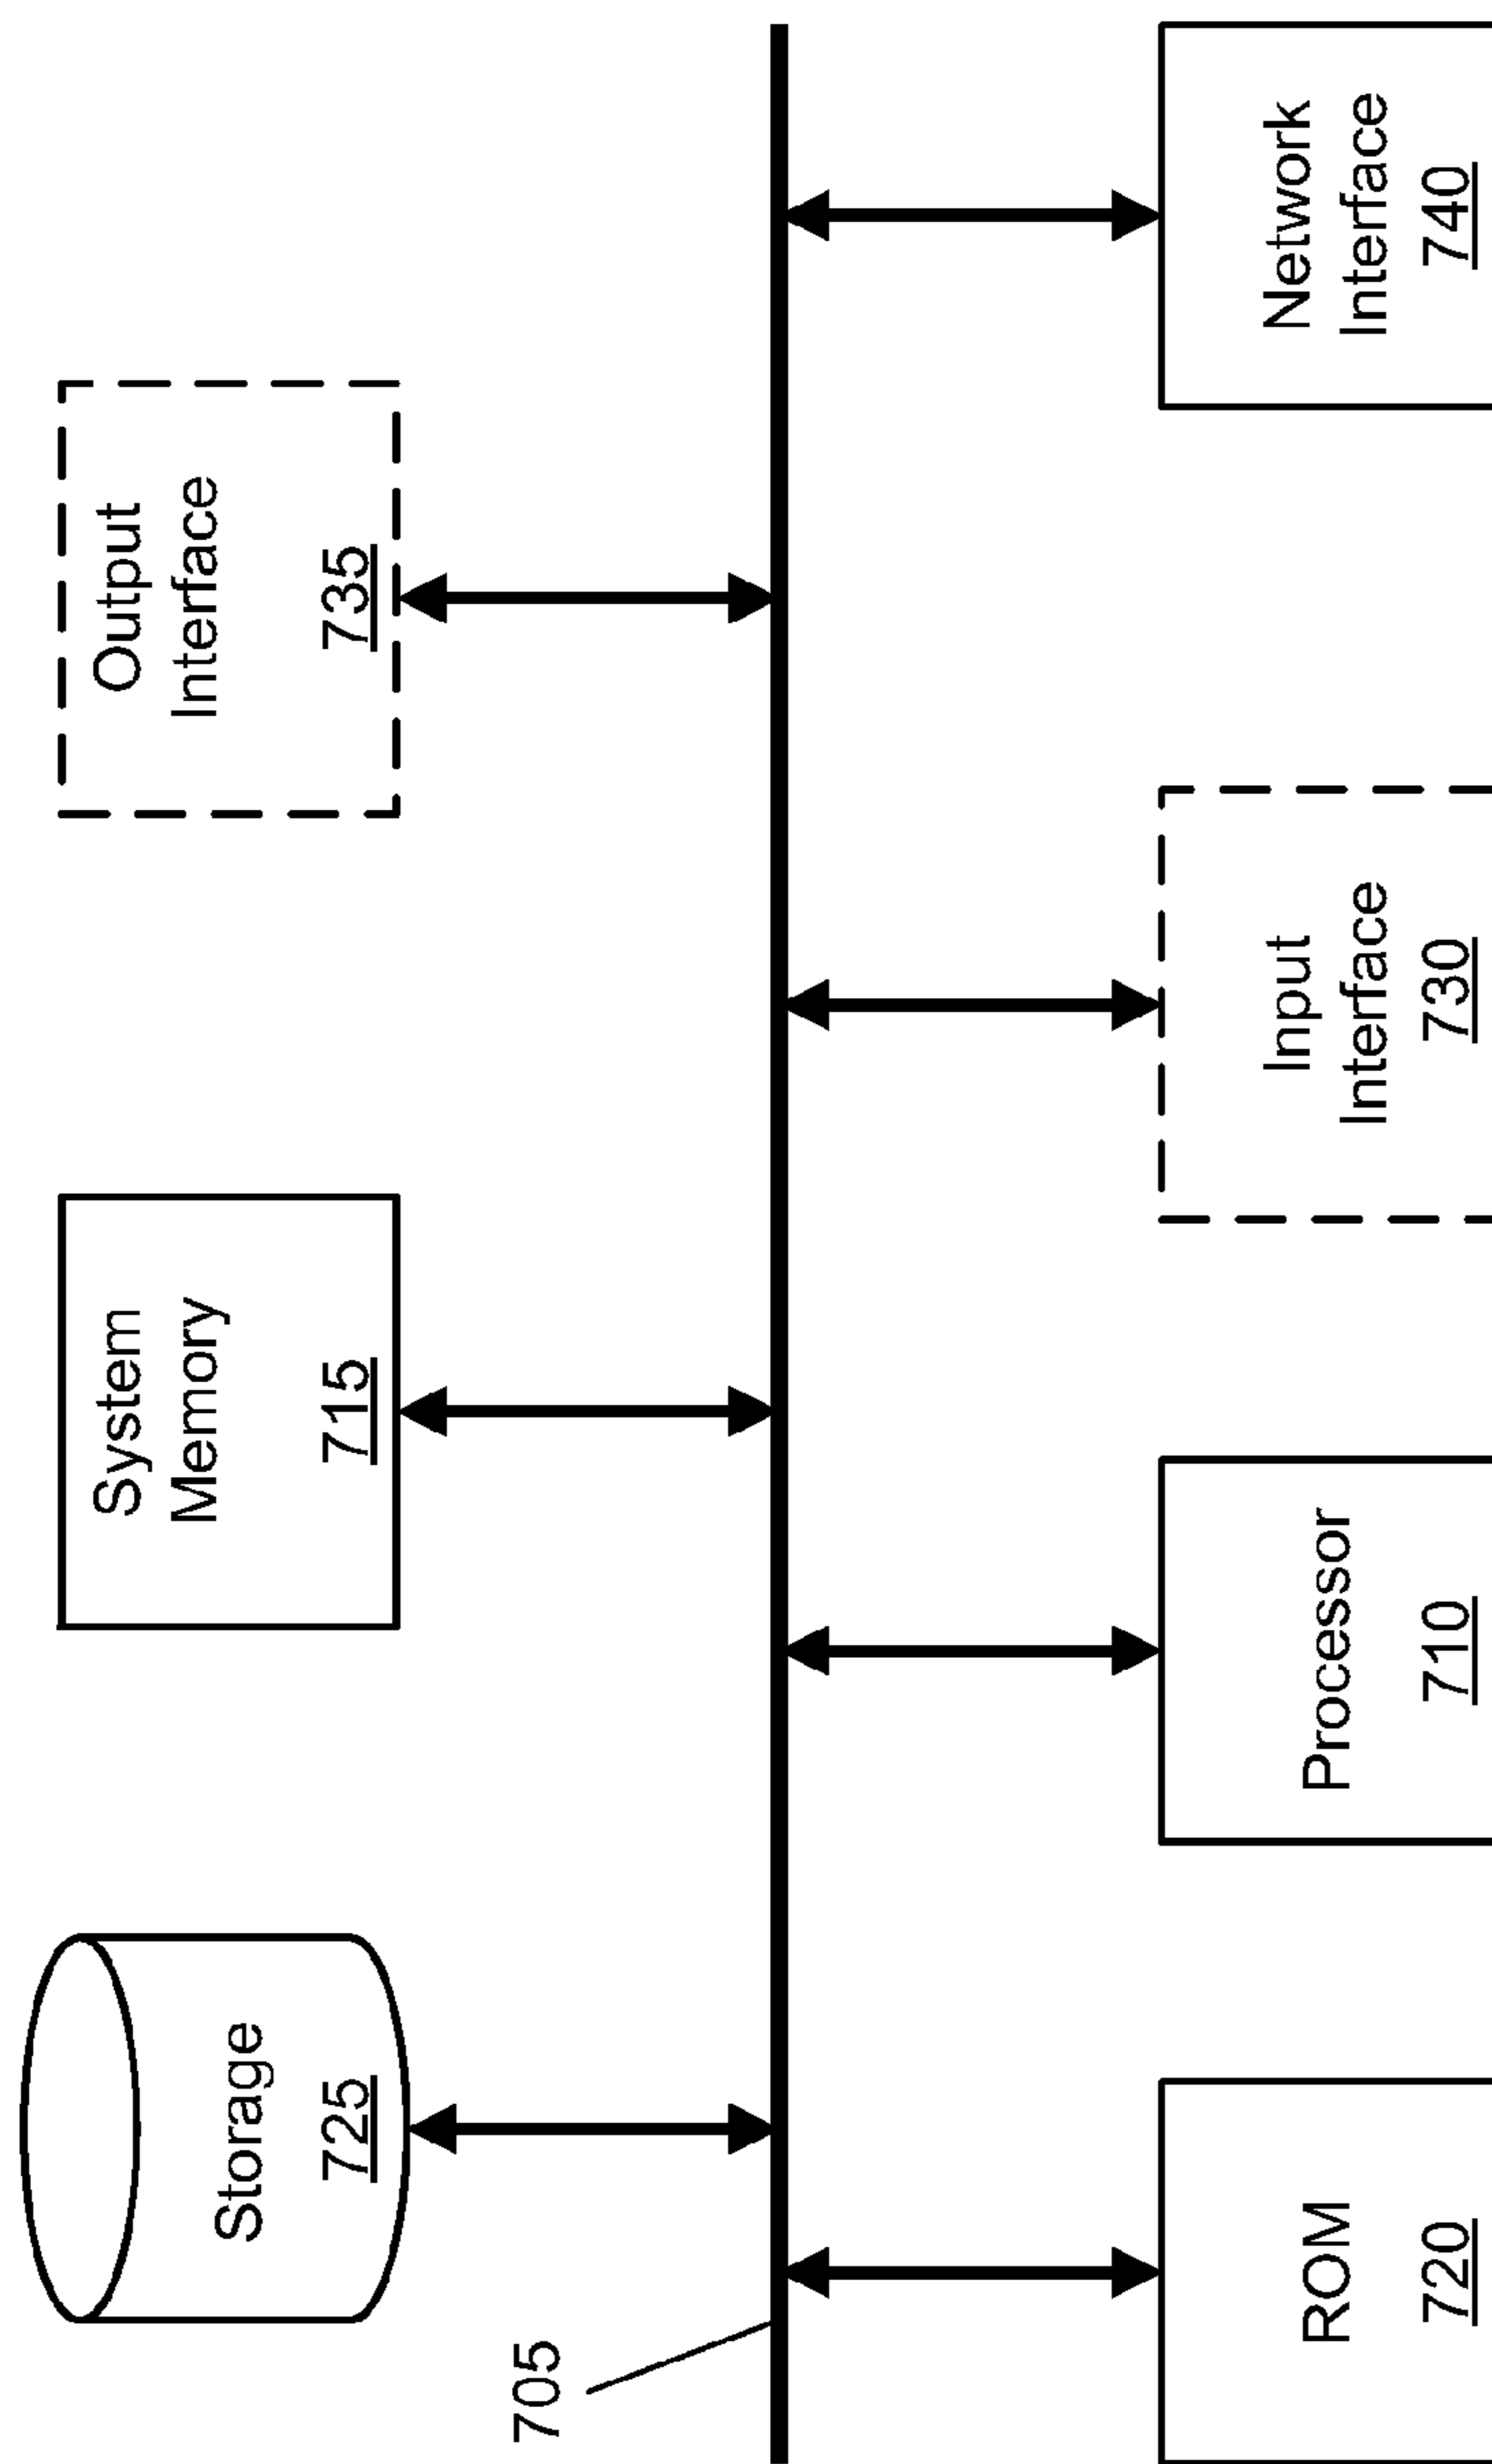 Storage
725
System
Memory
715
Output
Interface
735
705
ROM
720
Processor
710
Input
Interface
730
Network
Interface
740